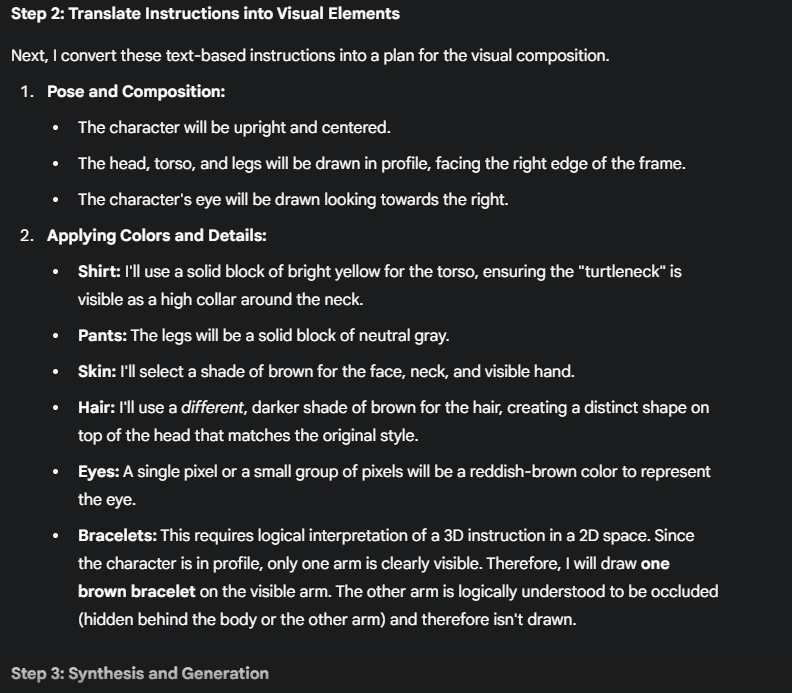 Step 2: Translate Instructions into Visual Elements
Next, I convert these text-based instructions into a plan for the visual composition.
1. Pose and Composition:
• The character will be upright and centered.
• The head, torso, and legs will be drawn in profile, facing the right edge of the frame.
• The character's eye will be drawn looking towards the right.
2. Applying Colors and Details:
• Shirt: I'll use a solid block of bright yellow for the torso, ensuring the "turtleneck" is
visible as a high collar around the neck.
• Pants: The legs will be a solid block of neutral gray.
• Skin: I'll select a shade of brown for the face, neck, and visible hand.
• Hair: I'll use a different, darker shade of brown for the hair, creating a distinct shape on
top of the head that matches the original style.
• Eyes: A single pixel or a small group of pixels will be a reddish-brown color to represent
the eye.
• Bracelets: This requires logical interpretation of a 3D instruction in a 2D space. Since
the character is in profile, only one arm is clearly visible. Therefore, I will draw one
brown bracelet on the visible arm. The other arm is logically understood to be occluded
(hidden behind the body or the other arm) and therefore isn't drawn.
Step 3: Synthesis and Generation